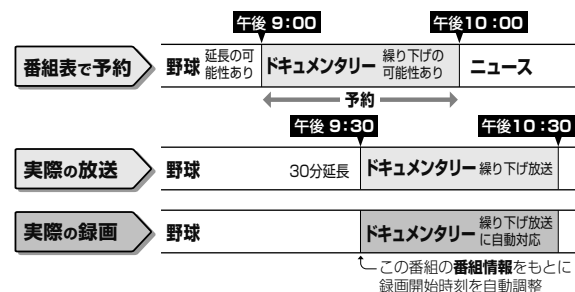 午後 9:00 午後10:00
番組表で予約 野球 延長の可能性あり ドキュメンタリー 繰り下げの可能性あり ニュース
予約
午後 9:30 午後10:30
実際の放送 野球 30分延長 ドキュメンタリー 繰り下げ放送
実際の録画 野球 ドキュメンタリー 繰り下げ放送に自動対応
この番組の番組情報をもとに
録画開始時刻を自動調整